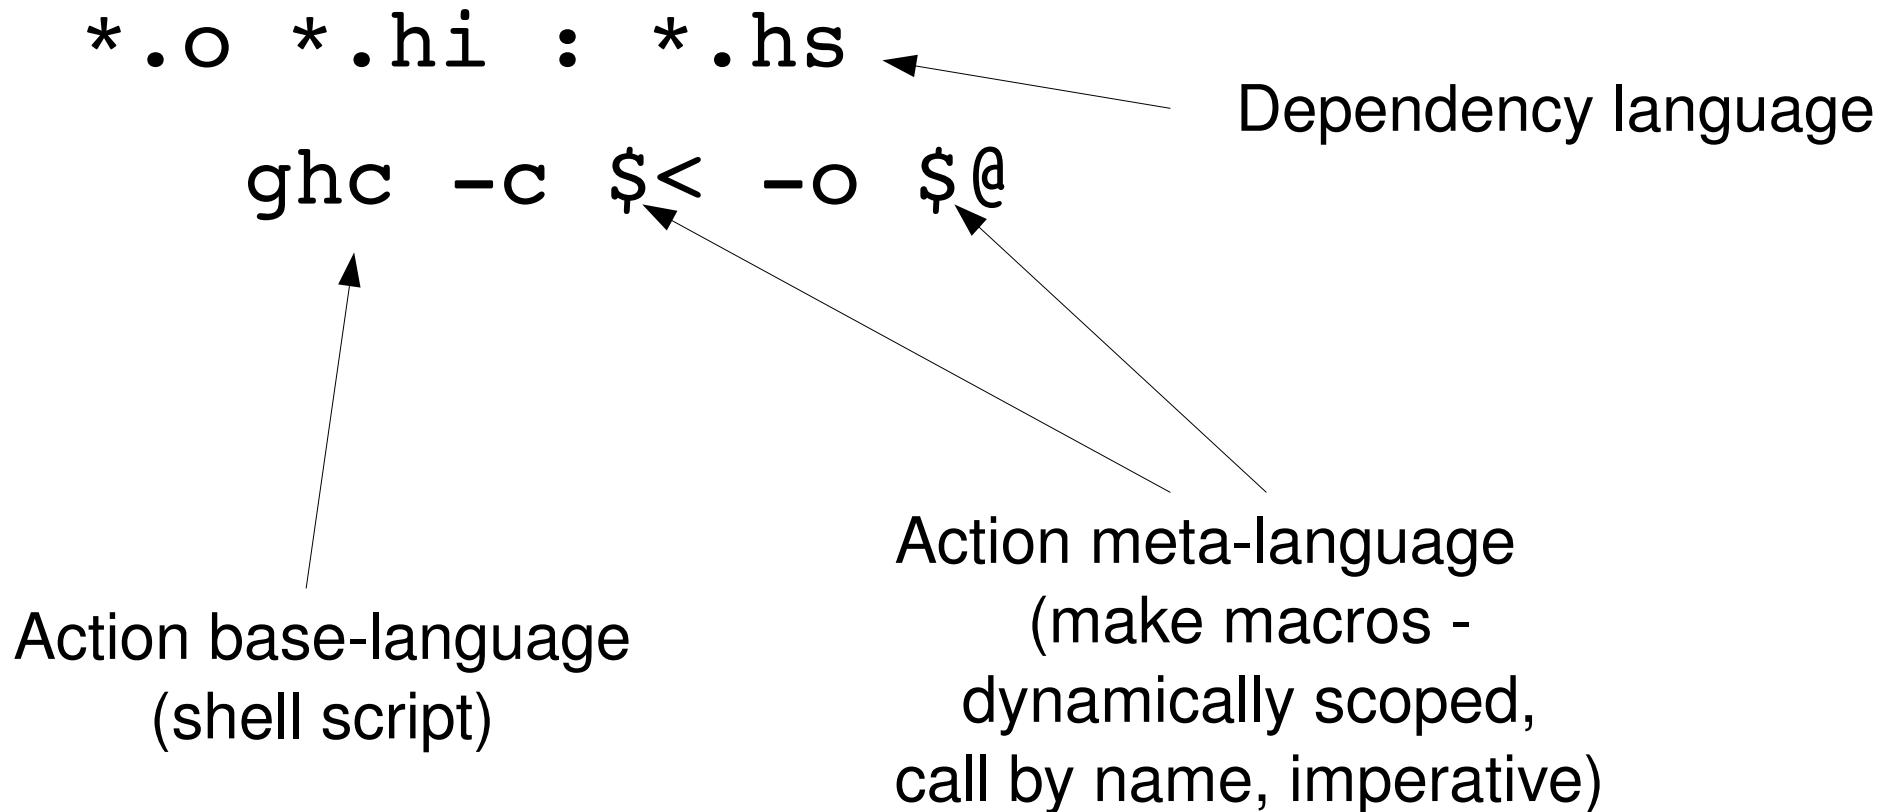 *.o *.hi : *.hs
Dependency language
ghc -c $< -o $@
Action meta-language
(make macros -
dynamically scoped,
call by name, imperative)
Action base-language
(shell script)